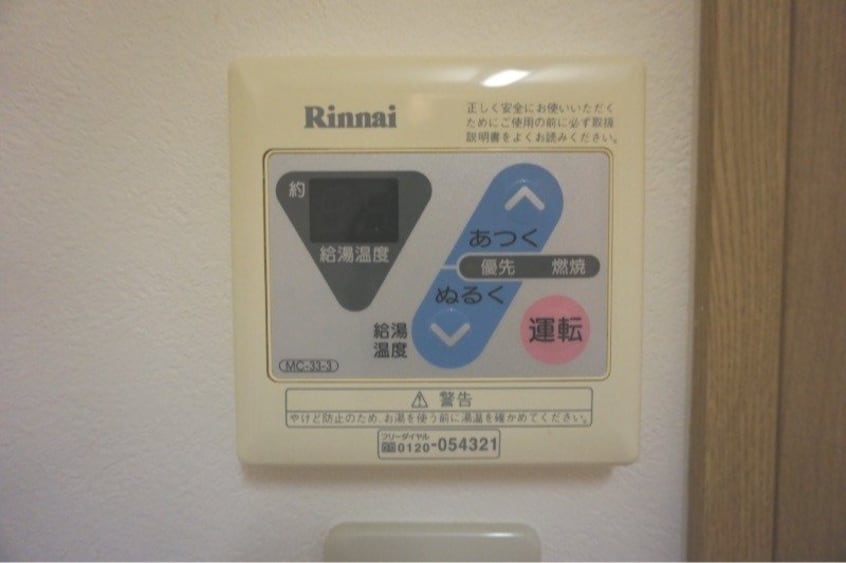 Rinnai
正しく安全にお使いいただく
ためにご使用の前に必ず取扱
説明書をよくお読みください。
約
給湯温度
あつく
優先 燃焼
ぬるく
給湯
温度
運転
MC-33-3
⚠ 警告
やけど防止のため、お湯を使う前に湯温を確かめてください。
フリーダイヤル
0120-054321